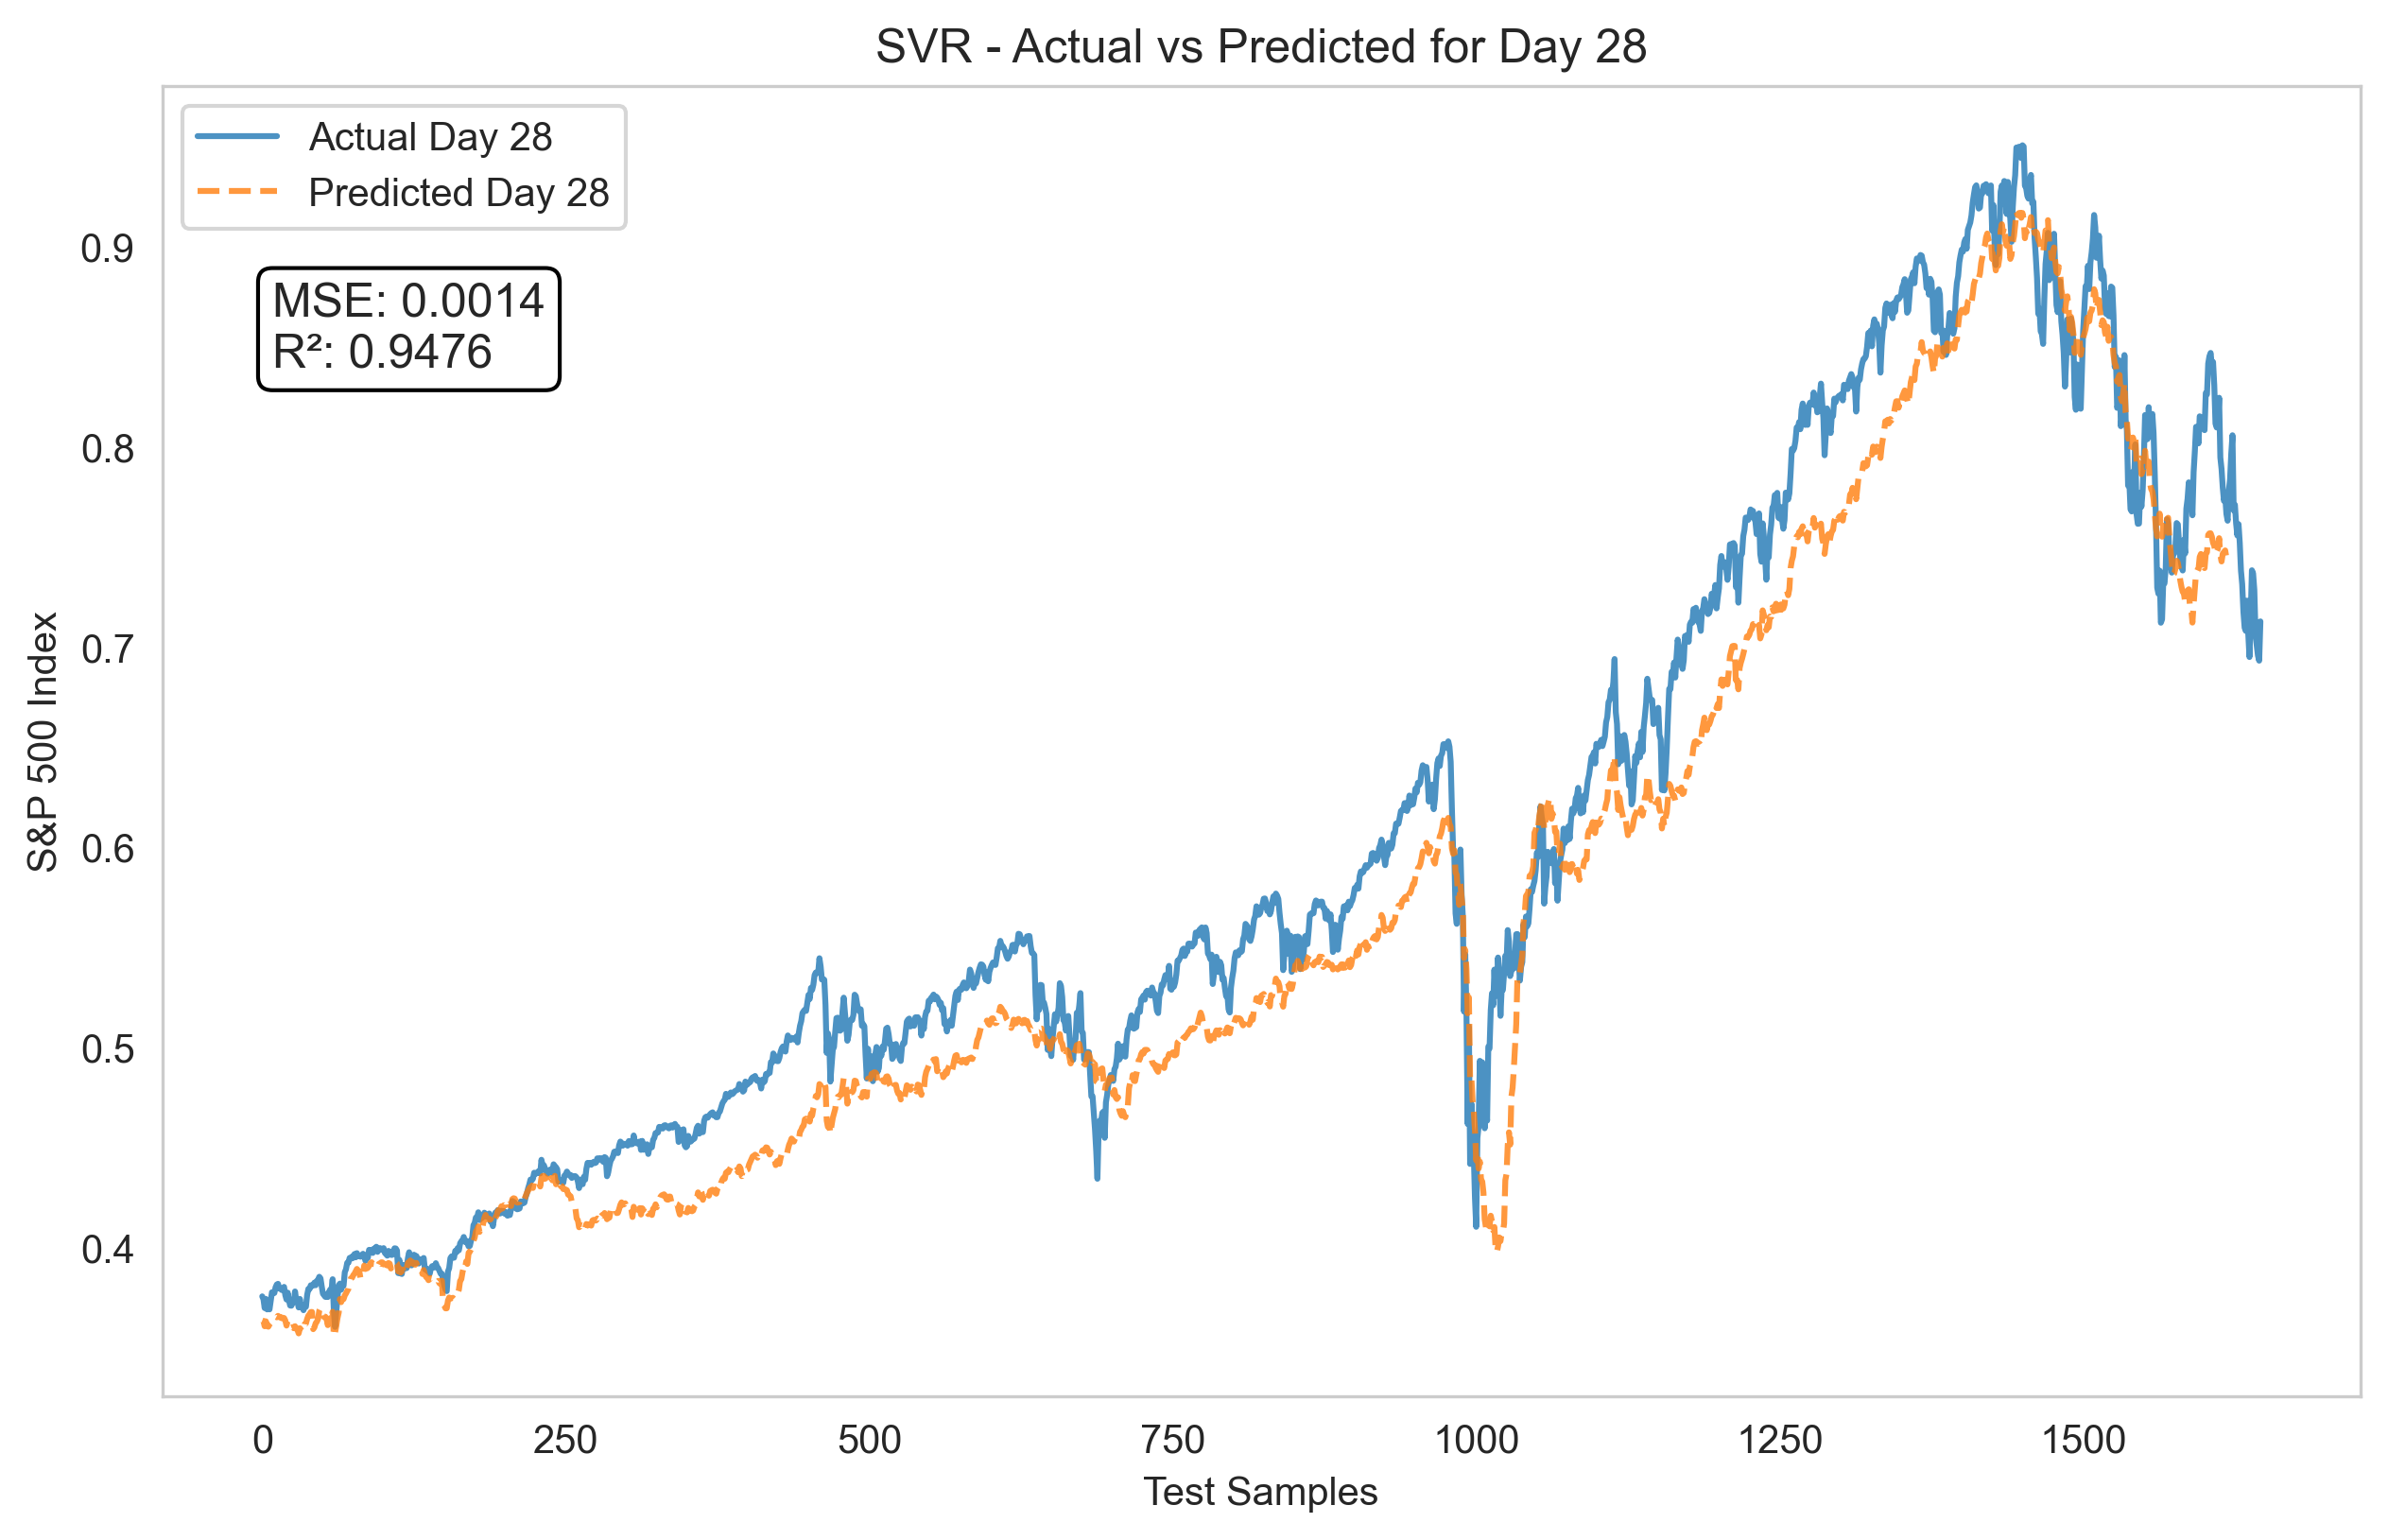 SVR - Actual vs Predicted for Day 28
Actual Day 28
Predicted Day 28
MSE: 0.0014
R²: 0.9476
0.9
0.8
0.7
0.6
0.5
0.4
S&P 500 Index
0 250 500 750 1000 1250 1500
Test Samples